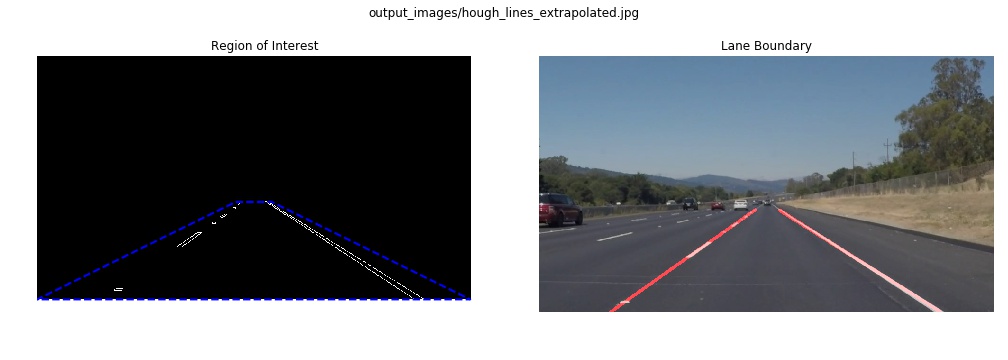 output_images/hough_lines_extrapolated.jpg
Region of Interest
Lane Boundary